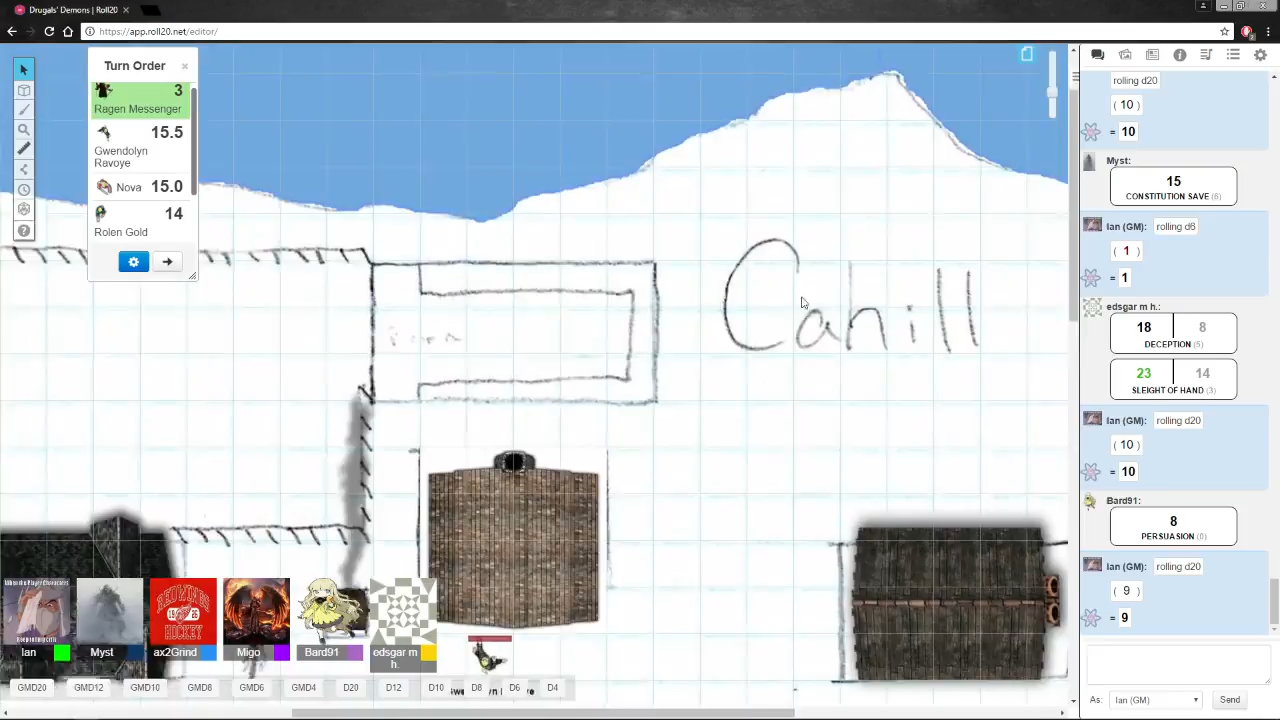 Drugals' Demons | Roll20
https://app.roll20.net/editor/
Turn Order
3
Ragen Messenger
15.5
Gwendolyn
Ravoye
Nova 15.0
14
Rolen Gold
Cahill
Ian
Myst
ax2Grind
Migo
Bard91
edsgar m
h.
REDWINGS
HOCKEY
GMD20
GMD12
GMD10
GMD8
GMD6
GMD4
D20
D12
D10
D8
D6
D4
rolling d20
( 10 )
= 10
Myst:
15
CONSTITUTION SAVE (6)
Ian (GM): rolling d6
( 1 )
= 1
edsgar m h.:
18 8
DECEPTION (5)
23 14
SLEIGHT OF HAND (3)
Ian (GM): rolling d20
( 10 )
= 10
Bard91:
8
PERSUASION (0)
Ian (GM): rolling d20
( 9 )
= 9
As: Ian (GM)
Send